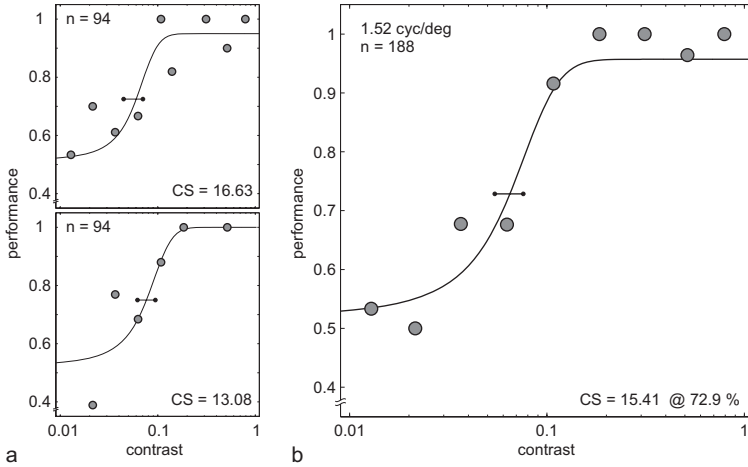 n = 94
1
0.8
0.6
0.4
CS = 16.63
performance
n = 94
1
0.8
0.6
0.4
CS = 13.08
0.01
0.1
1
contrast
a
1.52 cyc/deg
n = 188
1
0.9
0.8
0.7
0.6
0.5
0.4
performance
CS = 15.41 @ 72.9 %
0.01
0.1
1
contrast
b